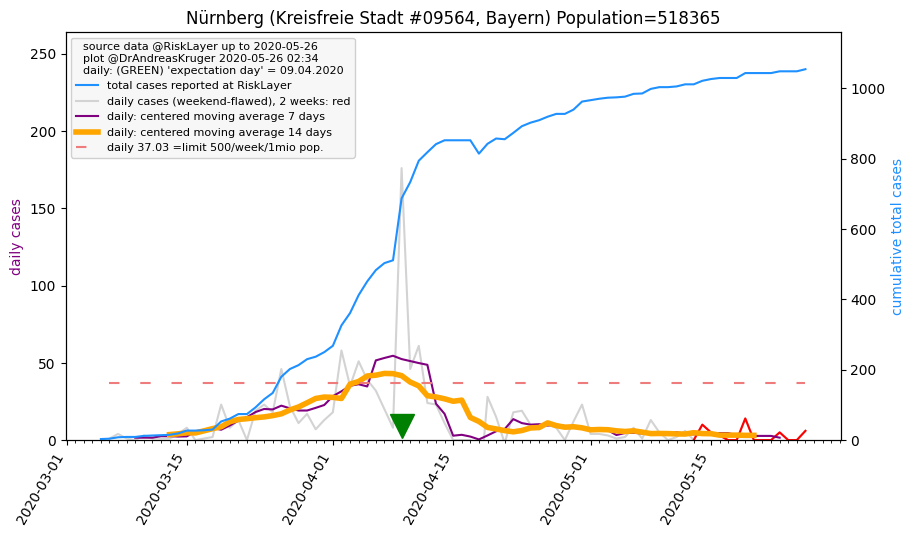 Nürnberg (Kreisfreie Stadt #09564, Bayern) Population=518365
source data @RiskLayer up to 2020-05-26
plot @DrAndreasKruger 2020-05-26 02:34
daily: (GREEN) 'expectation day' = 09.04.2020
total cases reported at RiskLayer
daily cases (weekend-flawed), 2 weeks: red
daily: centered moving average 7 days
daily: centered moving average 14 days
daily 37.03 =limit 500/week/1mio pop.
daily cases
250
200
150
100
50
0
cumulative total cases
1000
800
600
400
200
0
2020-03-01
2020-03-15
2020-04-01
2020-04-15
2020-05-01
2020-05-15